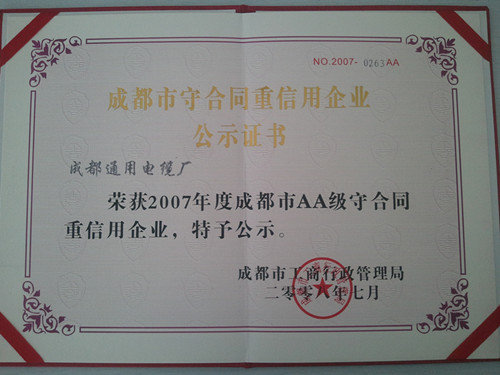 NO.2007- 0263AA
成都市守合同重信用企业
公示证书
成都通用电缆厂
荣获2007年度成都市AA级守合同
重信用企业，特予公示。
成都市工商行政管理局
二零零八年七月